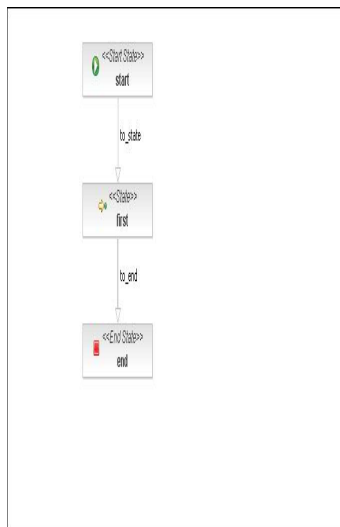 <<Start State>>
start
to_state
<<State>>
first
to_end
<<End State>>
end